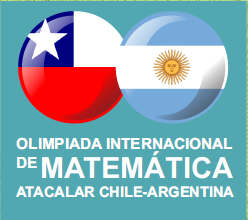 OLIMPIADA INTERNACIONAL
DE MATEMÁTICA
ATACALAR CHILE-ARGENTINA